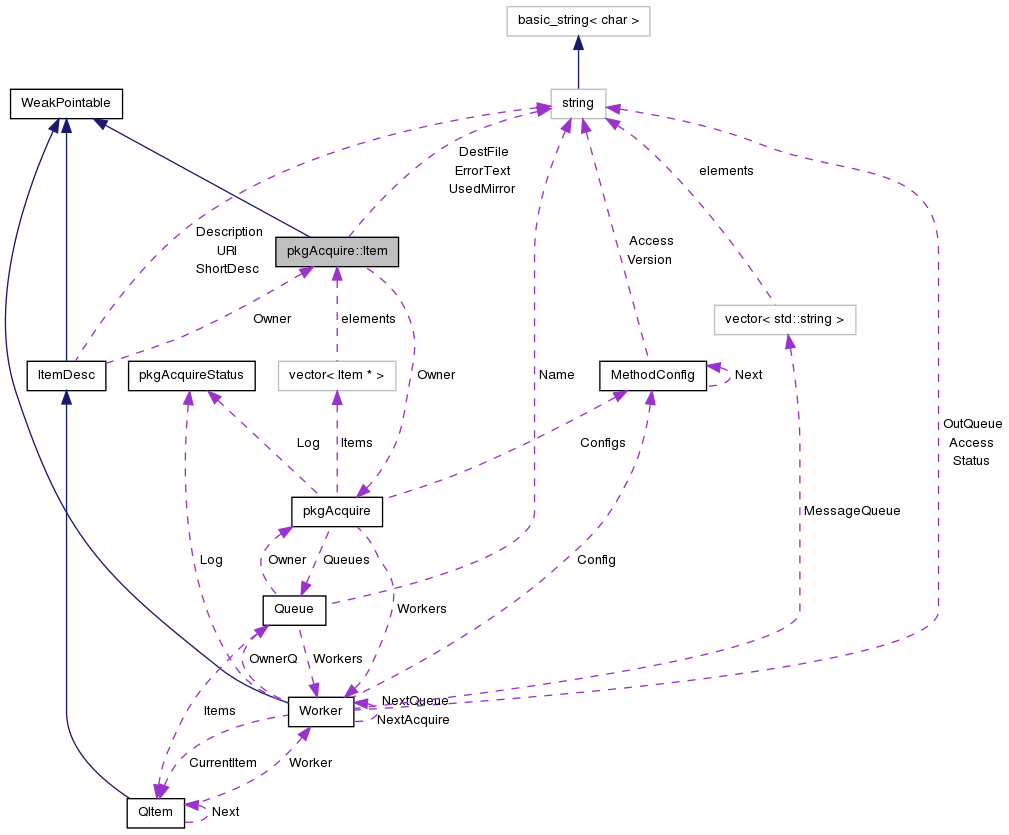 basic_string< char >
WeakPointable
string
DestFile
ErrorText
UsedMirror
elements
Description
URI
ShortDesc
pkgAcquire::Item
Access
Version
Owner
elements
vector< std::string >
ItemDesc
pkgAcquireStatus
vector< Item * >
Owner
Name
MethodConfig
Next
Log
Items
Configs
OutQueue
Access
Status
pkgAcquire
MessageQueue
Log
Owner
Queues
Config
Queue
Workers
OwnerQ
Workers
Items
Worker
NextQueue
NextAcquire
CurrentItem
Worker
QItem
Next